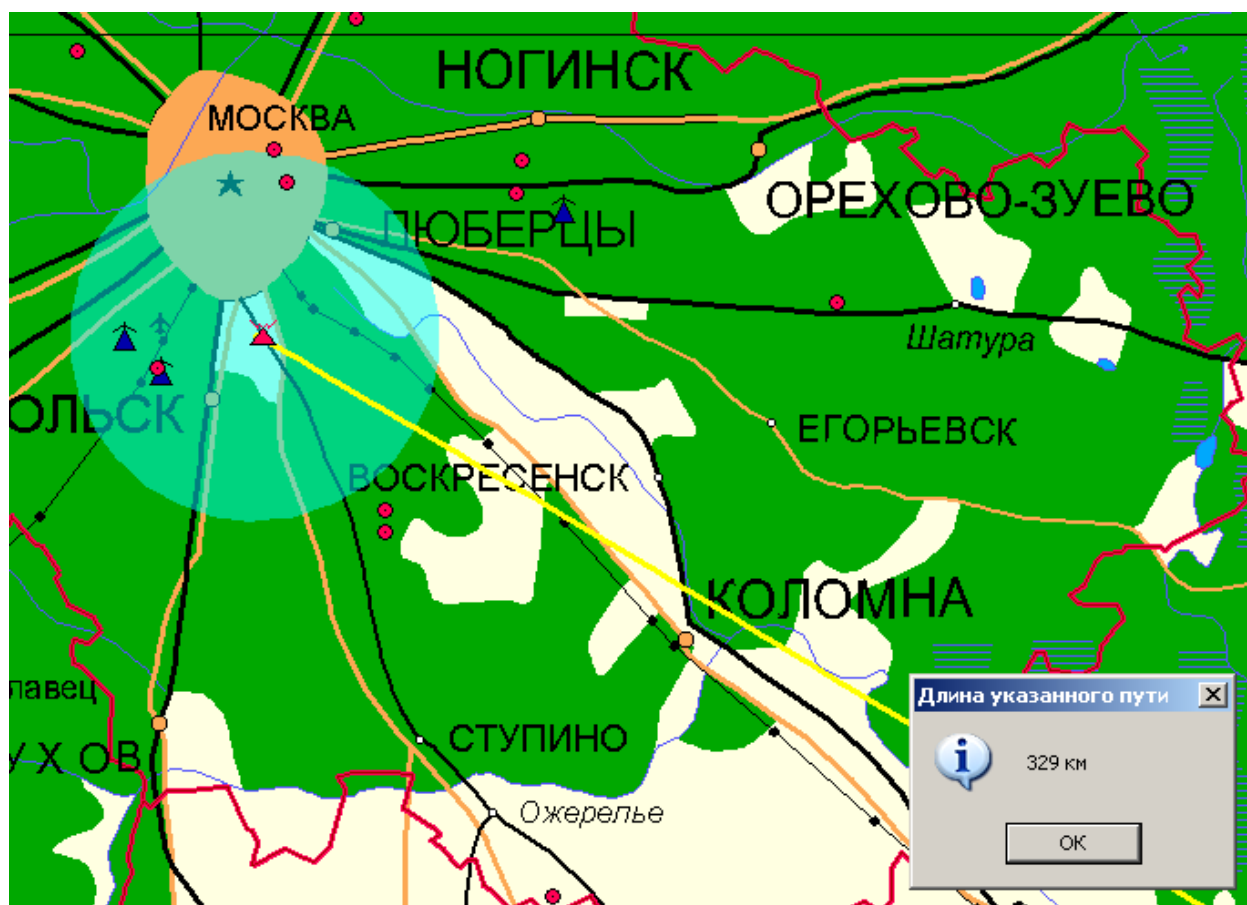 НОГИНСК
МОСКВА
ОРЕХОВО-ЗУЕВО
ЛЮБЕРЦЫ
Шатура
ОЛЬСК
ЕГОРЬЕВСК
ВОСКРЕСЕНСК
КОЛОМНА
лавец
УХОВ
СТУПИНО
Ожерелье
Длина указанного пути
329 км
OK